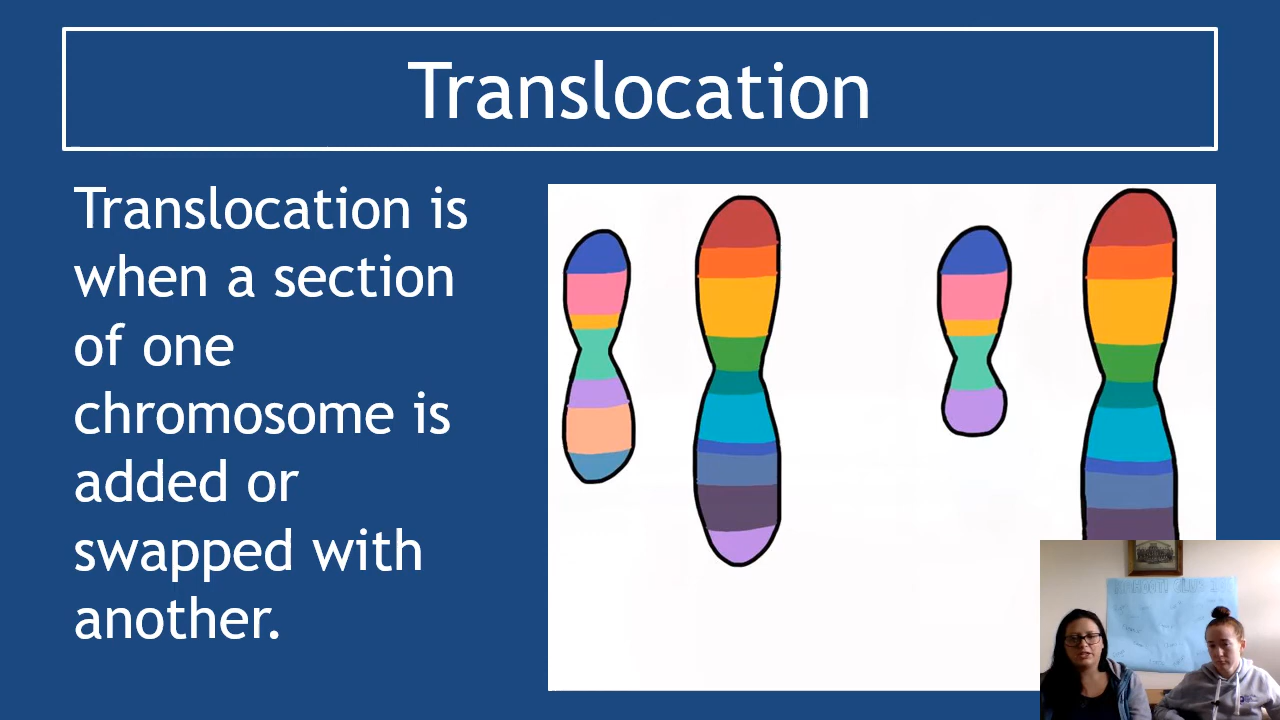 Translocation
Translocation is
when a section
of one
chromosome is
added or
swapped with
another.